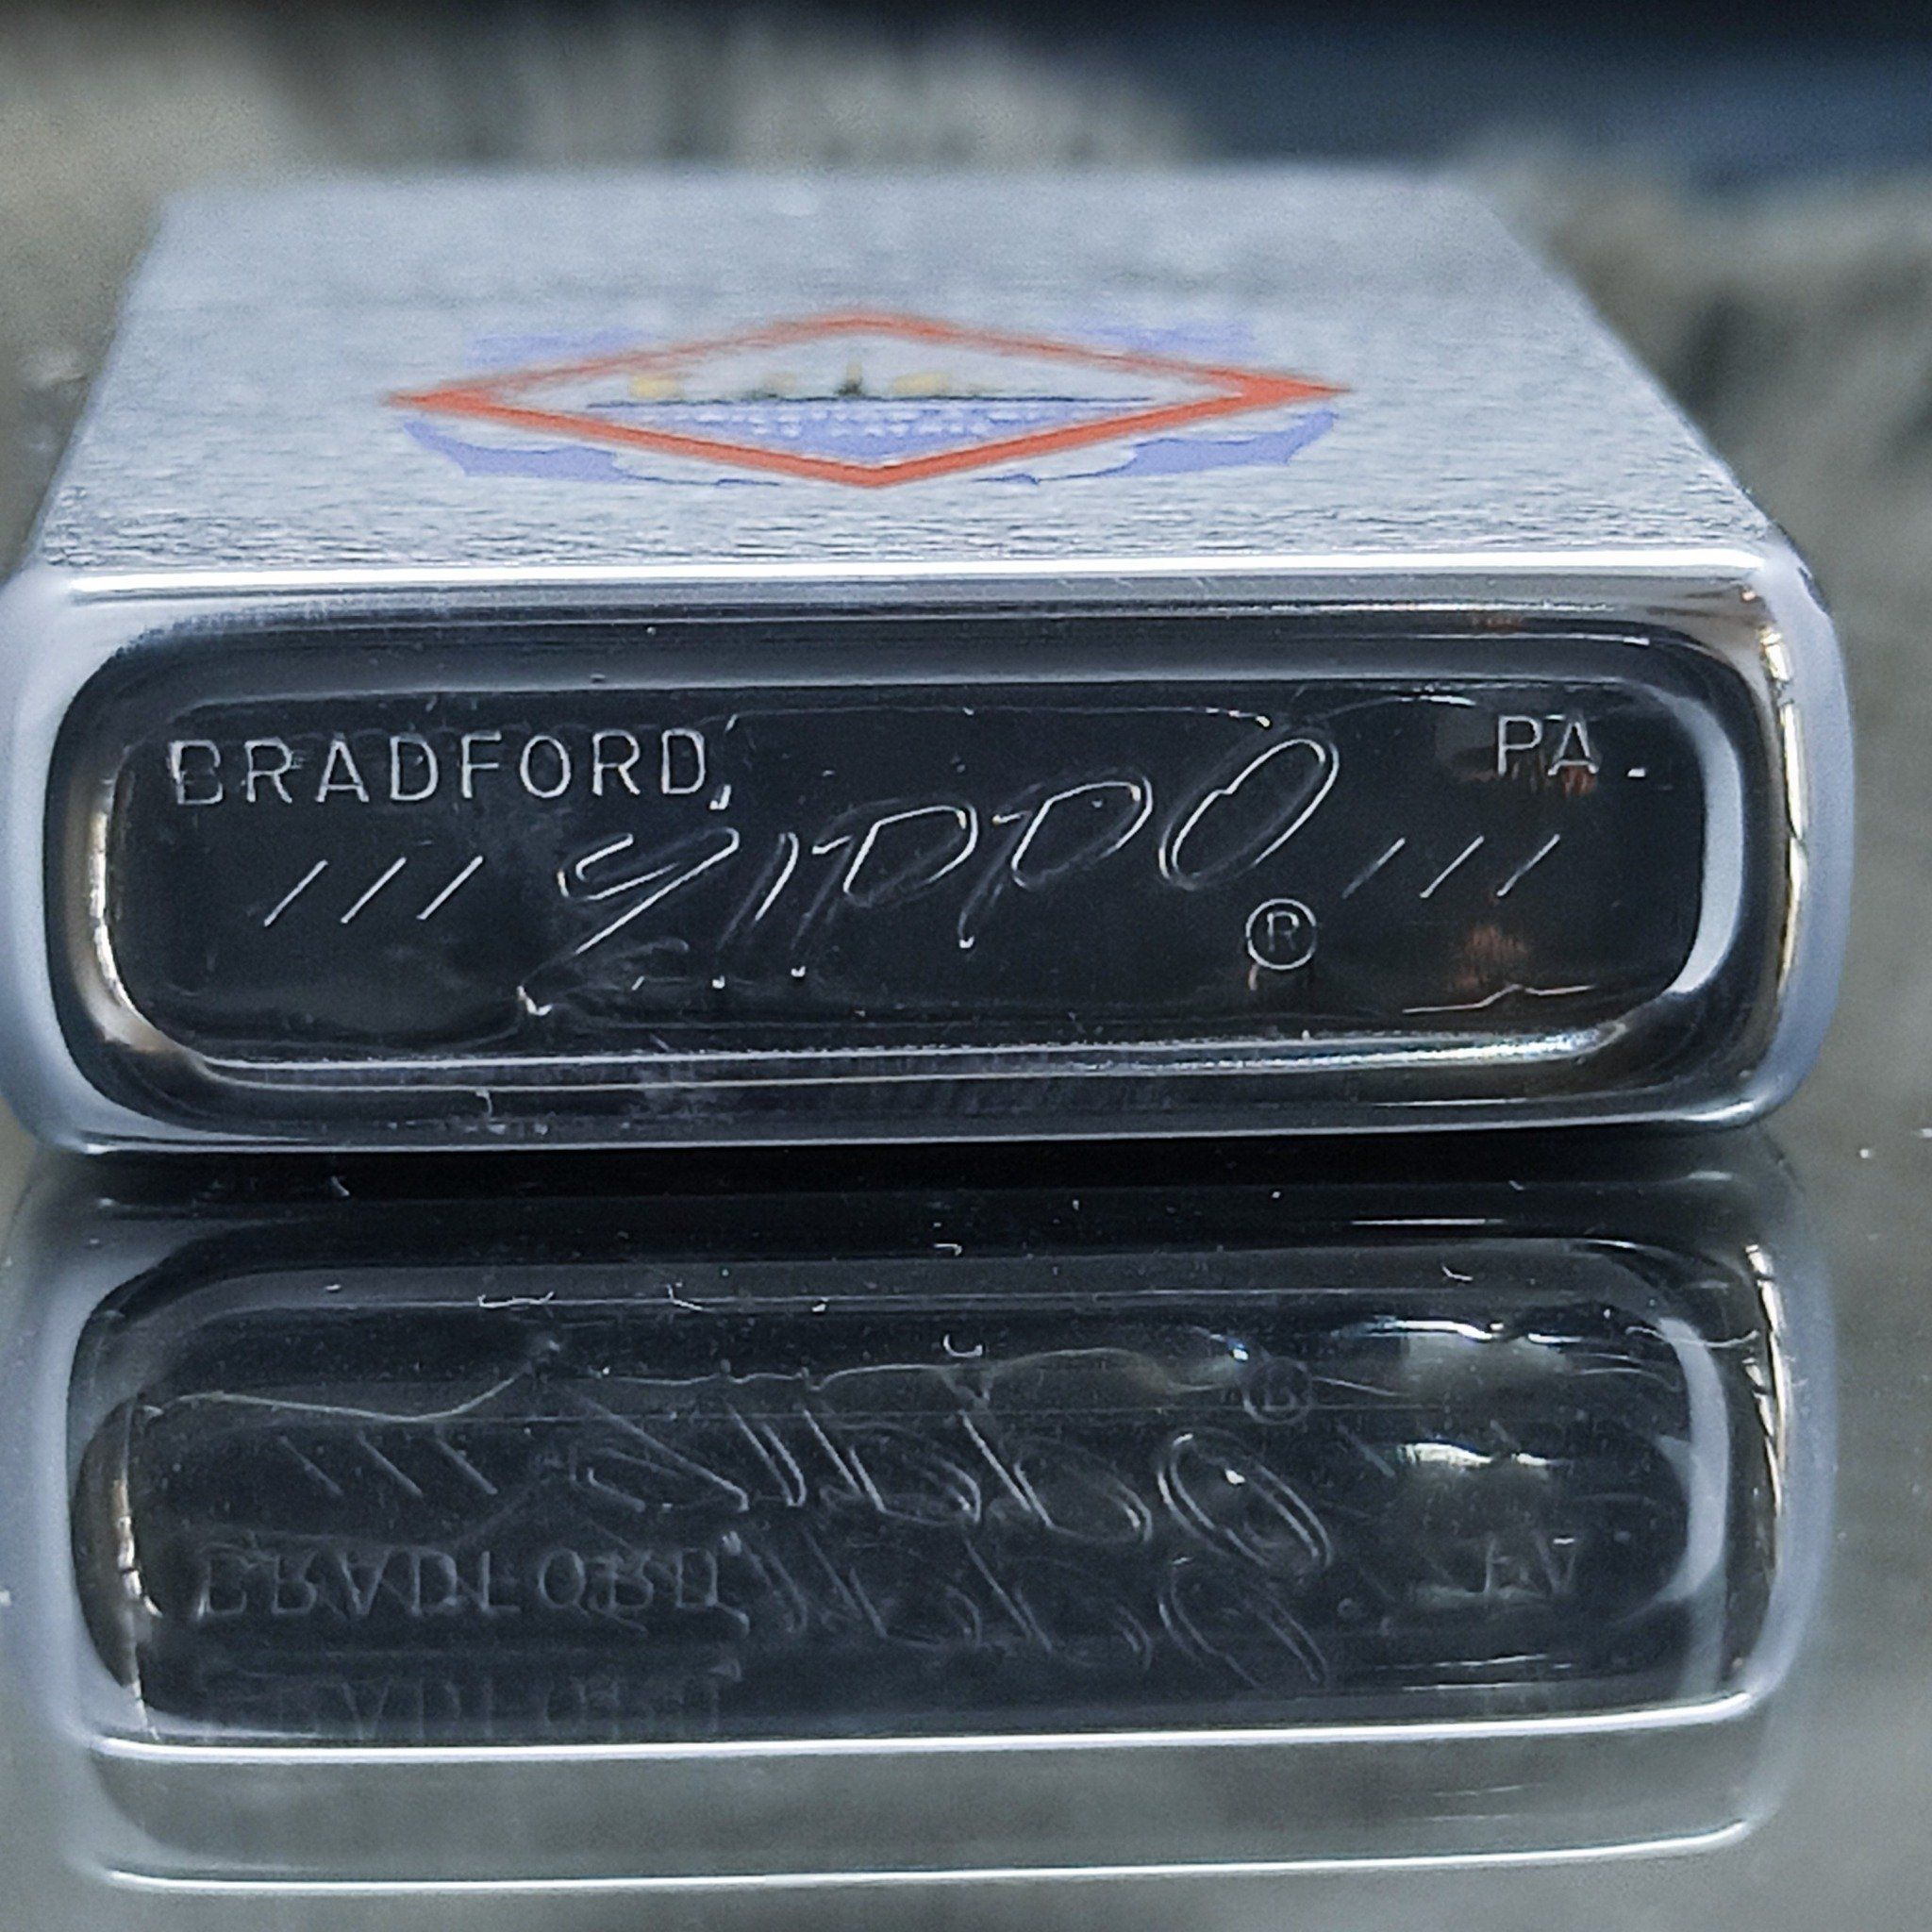 BRADFORD, PA.
/// Zippo ///
®